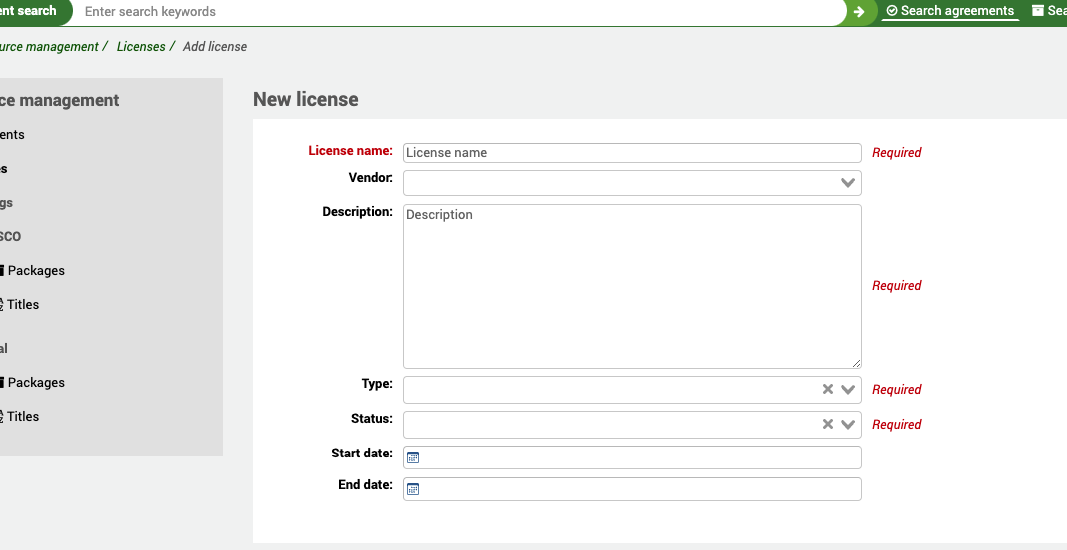 ent search Enter search keywords Search agreements Sea
urce management / Licenses / Add license
ce management
ents
es
gs
SCO
Packages
Titles
al
Packages
Titles
New license
License name: License name Required
Vendor:
Description: Description Required
Type: Required
Status: Required
Start date:
End date: